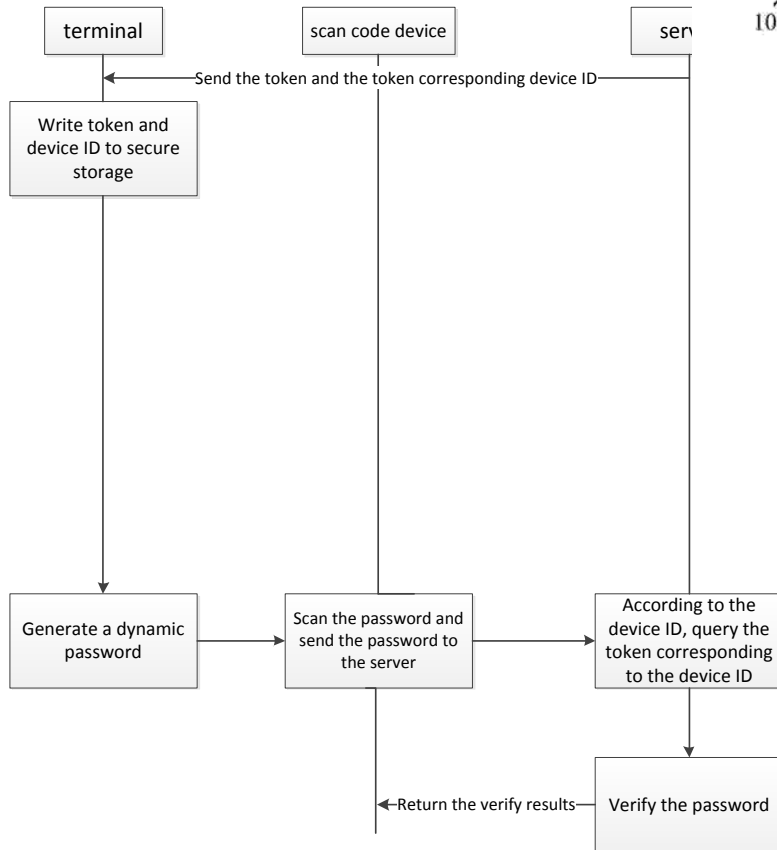 terminal
scan code device
10
Send the token and the token corresponding device ID
Write token and
device ID to secure
storage
Generate a dynamic
password
Scan the password and
send the password to
the server
According to the
device ID, query the
token corresponding
to the device ID
Return the verify results
Verify the password